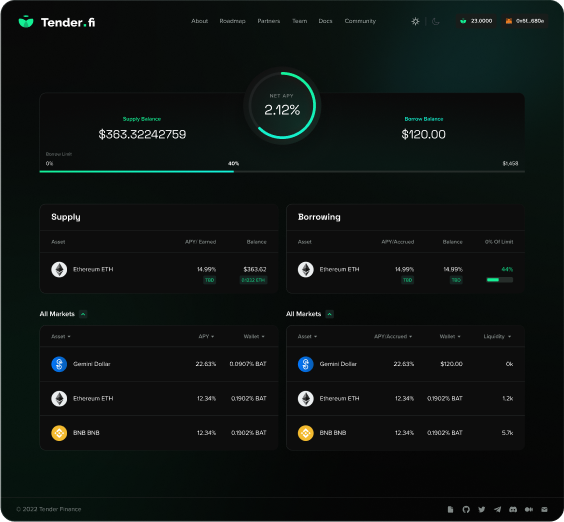 Tender.fi
About Roadmap Partners Team Docs Community
23.0000
0x6f...680a
NET APY
2.12%
Supply Balance
$363.32242759
Borrow Balance
$120.00
Borrow Limit
0% 40% $1,458
Supply
Asset APY/ Earned Balance
Ethereum ETH 14.99% $363.62
TBD
Borrowing
Asset APY/Accrued Balance 0% Of Limit
Ethereum ETH 14.99% 14.99% 44%
TBD TBD
All Markets
Asset APY Wallet
Gemini Dollar 22.63% 0.0907% BAT
Ethereum ETH 12.34% 0.1902% BAT
BNB BNB 12.34% 0.1902% BAT
All Markets
Asset APY/Accrued Wallet Liquidity
Gemini Dollar 22.63% $120.00 0k
Ethereum ETH 12.34% 0.1902% BAT 1.2k
BNB BNB 12.34% 0.1902% BAT 5.7k
© 2022 Tender Finance